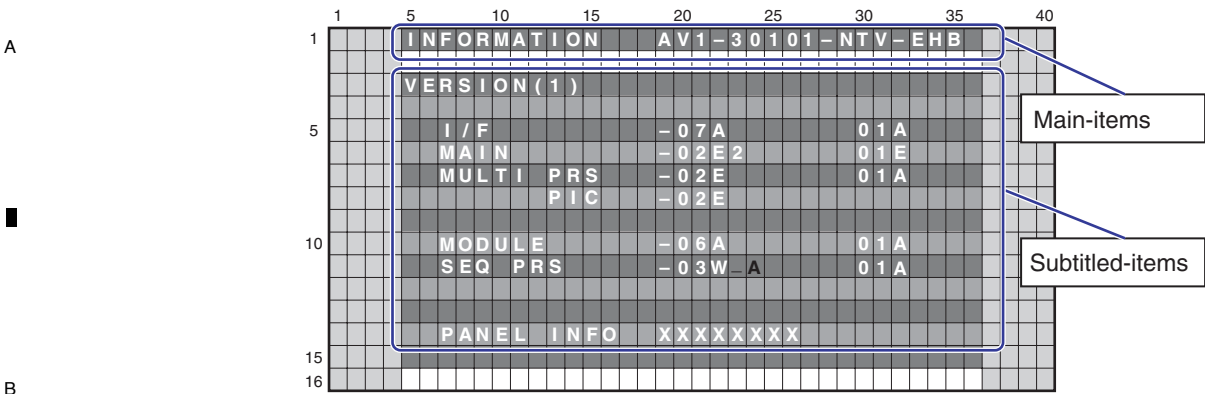 1 5 10 15 20 25 30 35 40
A
1 INFORMATION AV1-30101-NTV-EHB
VERSION(1)
Main-items
5 I/F -07A 01A
MAIN -02E2 01E
MULTI PRS -02E 01A
PIC -02E
10 MODULE -06A 01A
SEQ PRS -03W_A 01A
Subtitled-items
PANEL INFO XXXXXXXX
15
16
B